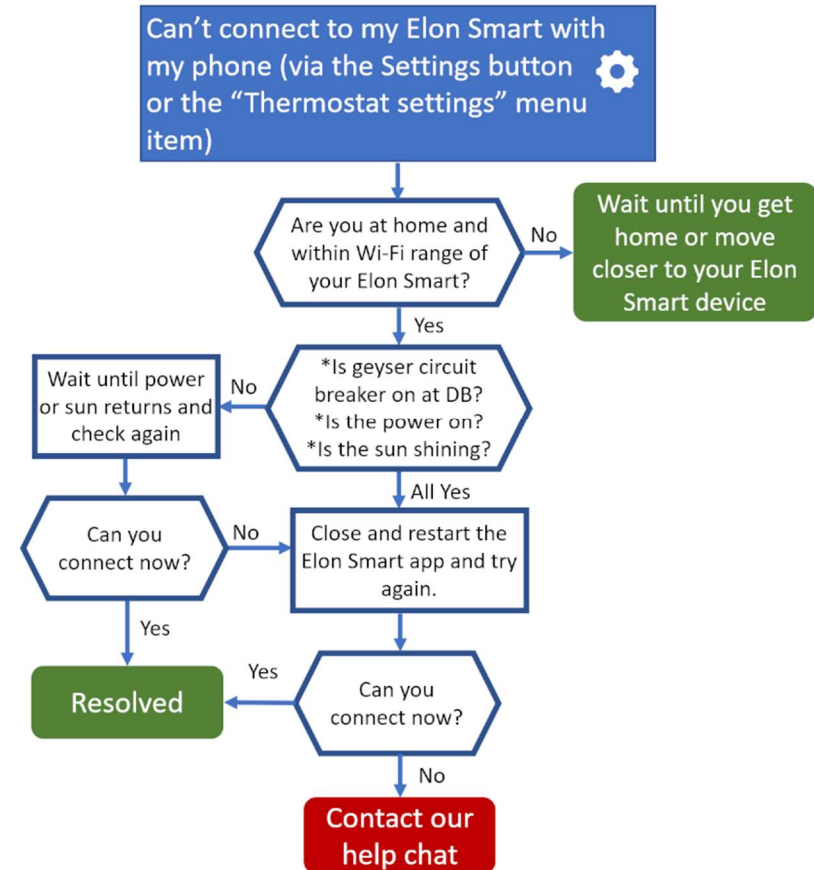 Can’t connect to my Elon Smart with
my phone (via the Settings button
or the “Thermostat settings” menu
item)
Are you at home and
within Wi-Fi range of
your Elon Smart?
No
Wait until you get
home or move
closer to your Elon
Smart device
Yes
*Is geyser circuit
breaker on at DB?
*Is the power on?
*Is the sun shining?
No
Wait until power
or sun returns and
check again
All Yes
Can you
connect now?
No
Close and restart the
Elon Smart app and try
again.
Yes
Resolved
Yes
Can you
connect now?
No
Contact our
help chat